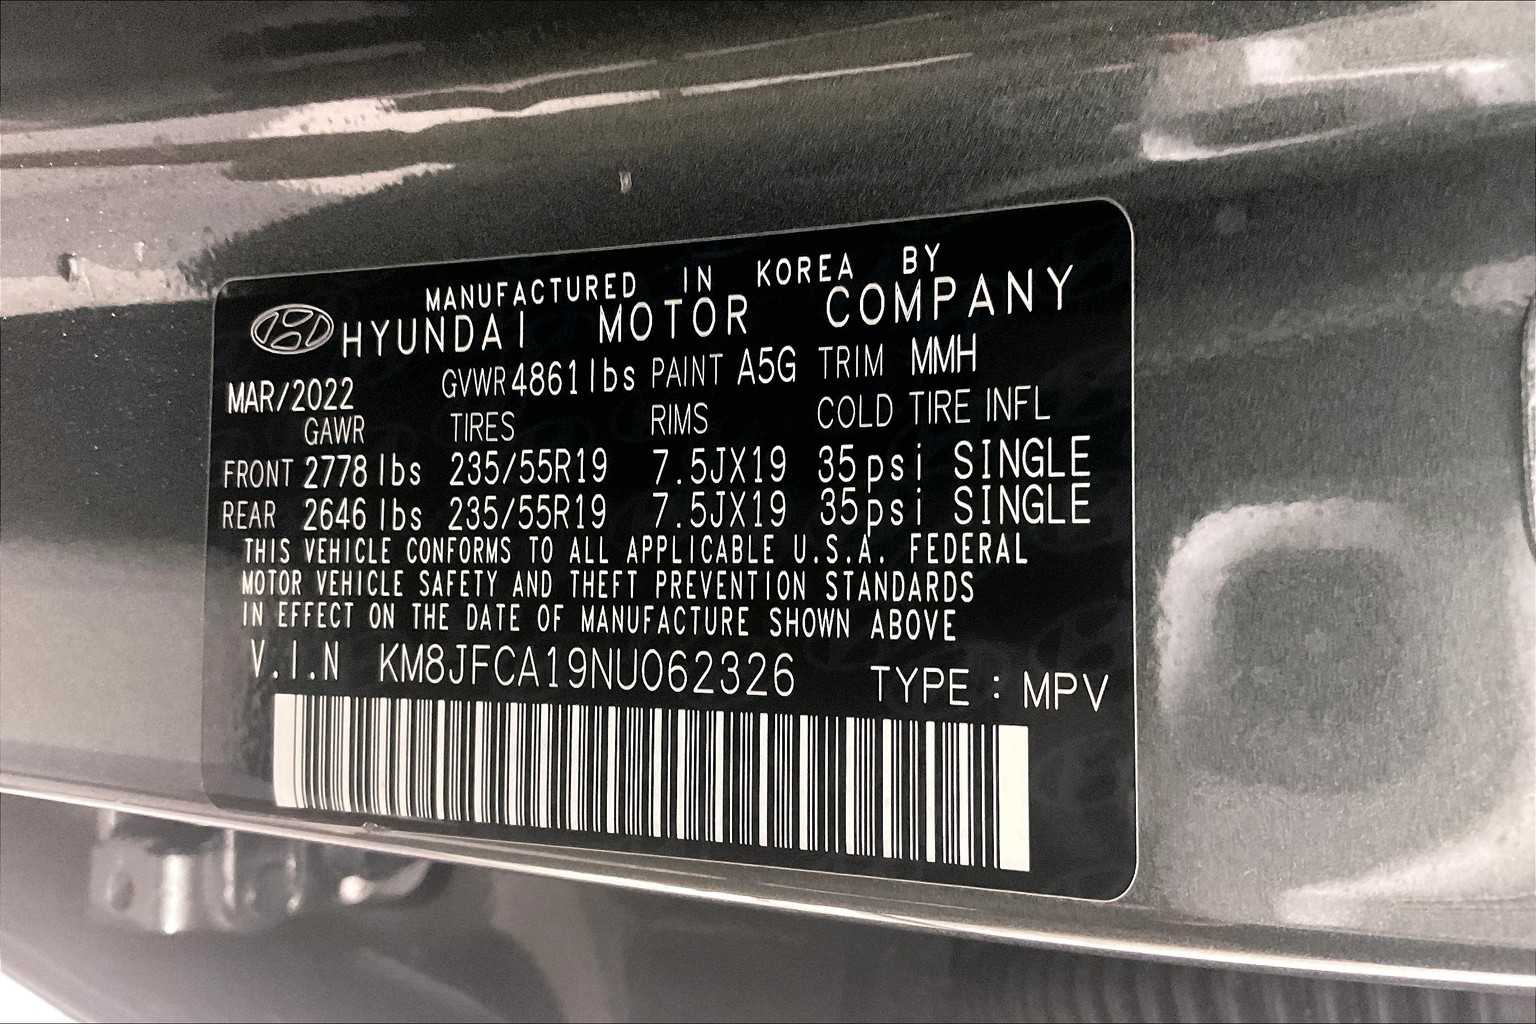 MANUFACTURED IN KOREA BY
HYUNDAI MOTOR COMPANY
MAR/2022 GVWR 4861 lbs PAINT A5G TRIM MMH
GAWR TIRES RIMS COLD TIRE INFL
FRONT 2778 lbs 235/55R19 7.5JX19 35psi SINGLE
REAR 2646 lbs 235/55R19 7.5JX19 35psi SINGLE
THIS VEHICLE CONFORMS TO ALL APPLICABLE U.S.A. FEDERAL
MOTOR VEHICLE SAFETY AND THEFT PREVENTION STANDARDS
IN EFFECT ON THE DATE OF MANUFACTURE SHOWN ABOVE
V.I.N KM8JFCA19NU062326 TYPE : MPV